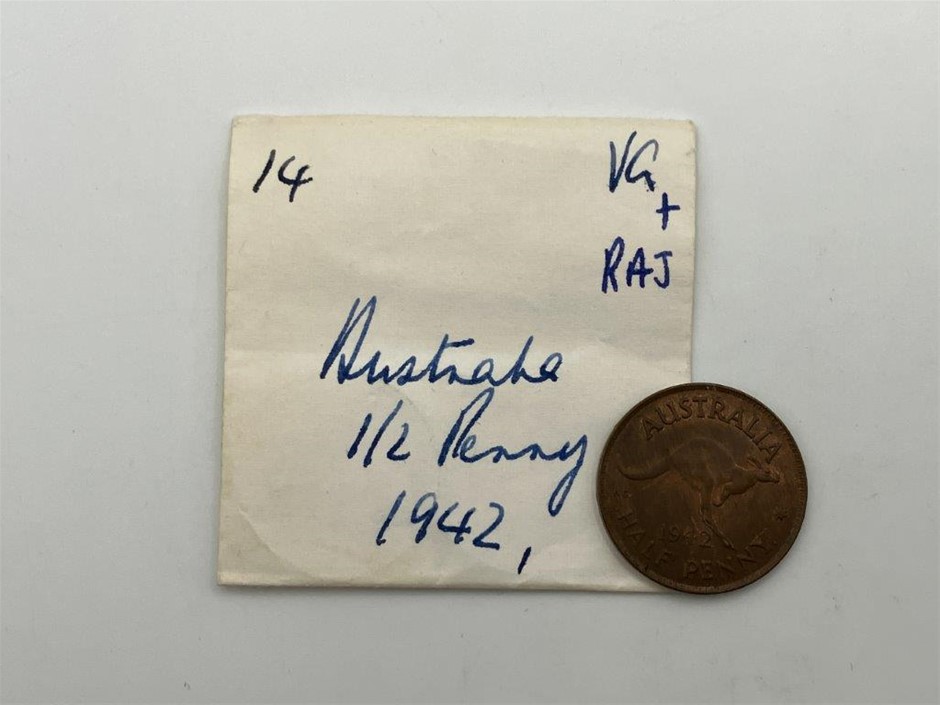 14
VG
+
RAJ
Australia
1/2 Penny
1942,
AUSTRALIA
1942
HALF PENNY